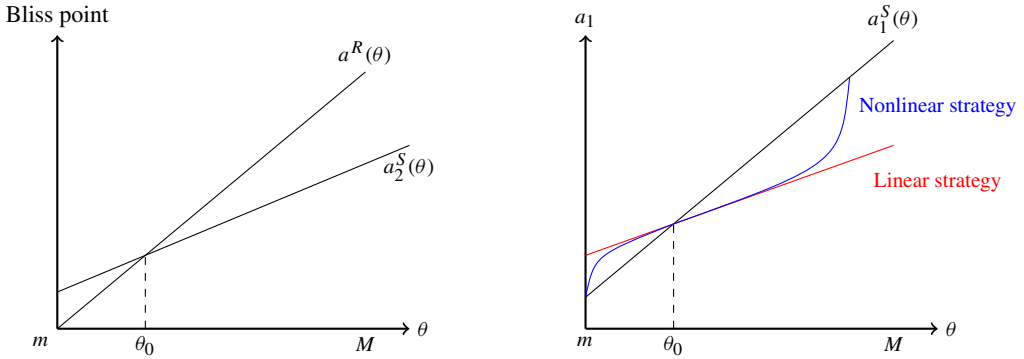 Bliss point
a^R(θ)
a_2^S(θ)
m
θ_0
M
θ
a_1
a_1^S(θ)
Nonlinear strategy
Linear strategy
m
θ_0
M
θ